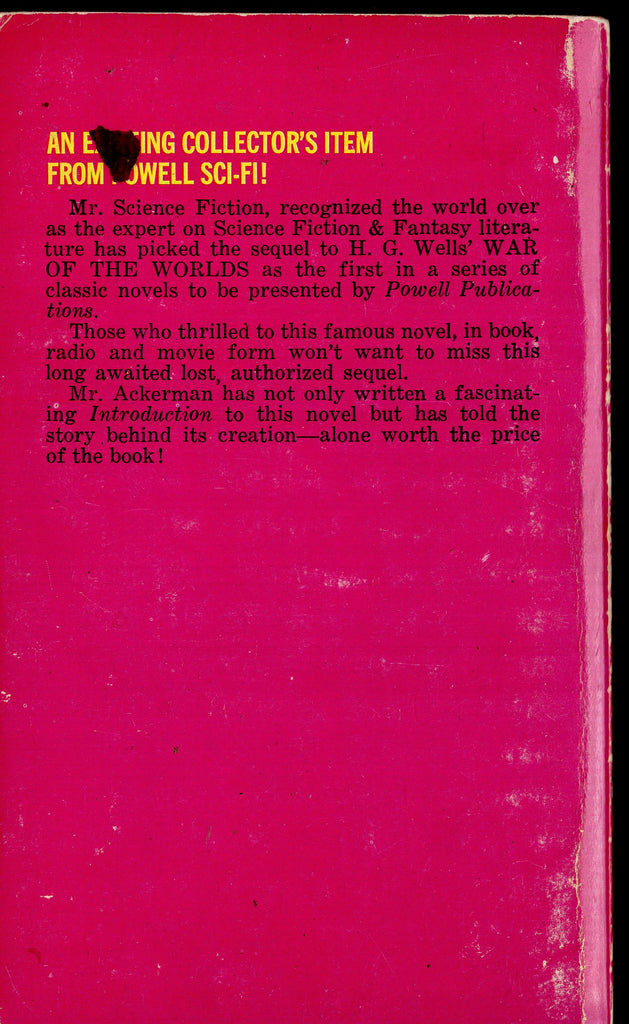 AN E ING COLLECTOR'S ITEM
FROM OWELL SCI-FI!
Mr. Science Fiction, recognized the world over
as the expert on Science Fiction & Fantasy litera-
ture has picked the sequel to H. G. Wells' WAR
OF THE WORLDS as the first in a series of
classic novels to be presented by Powell Publica-
tions.
Those who thrilled to this famous novel, in book,
radio and movie form won't want to miss this
long awaited lost, authorized sequel.
Mr. Ackerman has not only written a fascinat-
ing Introduction to this novel but has told the
story behind its creation—alone worth the price
of the book!